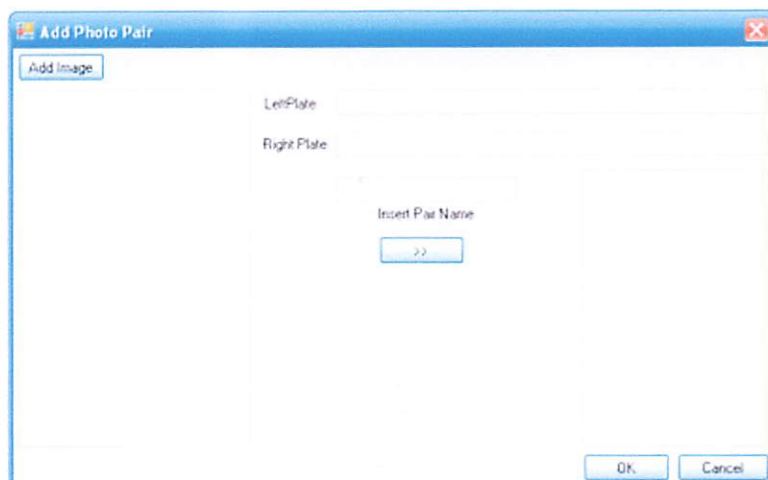 Add Photo Pair
Add Image
LeftPlate
Right Plate
Insert Pair Name
>>
OK
Cancel